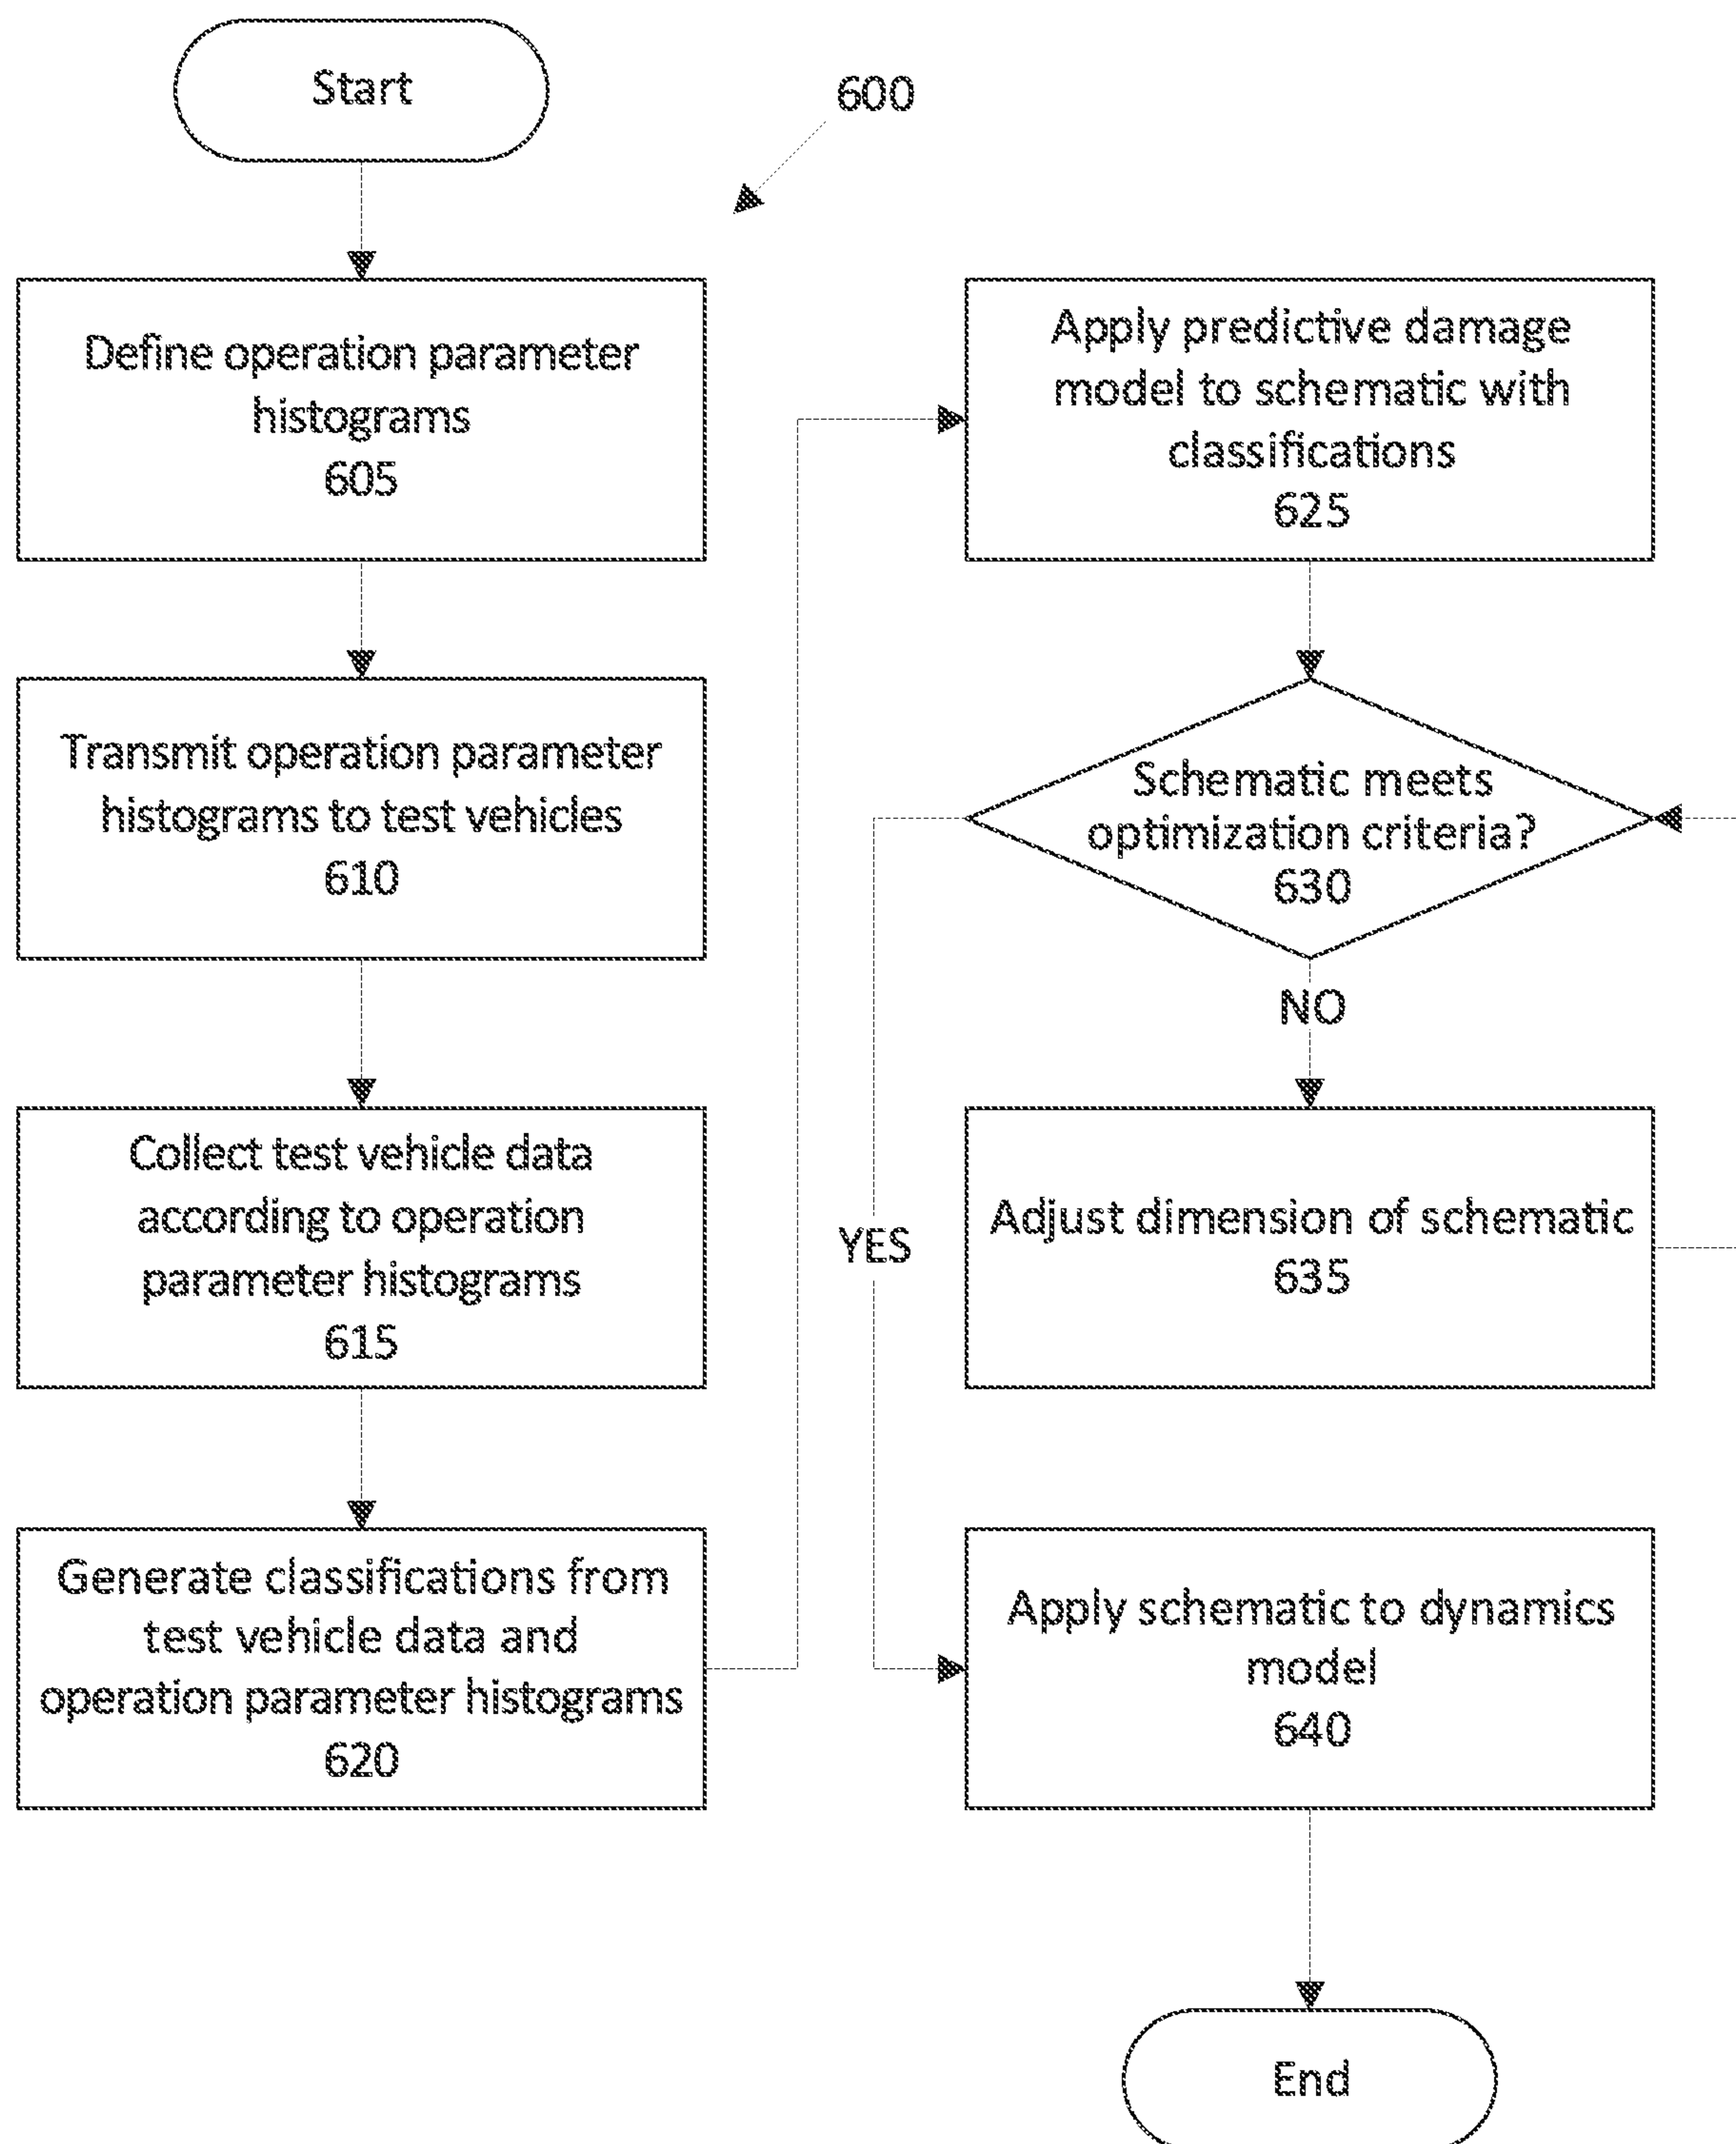 Start
600
Define operation parameter
histograms
605
Transmit operation parameter
histograms to test vehicles
610
Collect test vehicle data
according to operation
parameter histograms
615
Generate classifications from
test vehicle data and
operation parameter histograms
620
Apply predictive damage
model to schematic with
classifications
625
Schematic meets
optimization criteria?
630
NO
YES
Adjust dimension of schematic
635
Apply schematic to dynamics
model
640
End